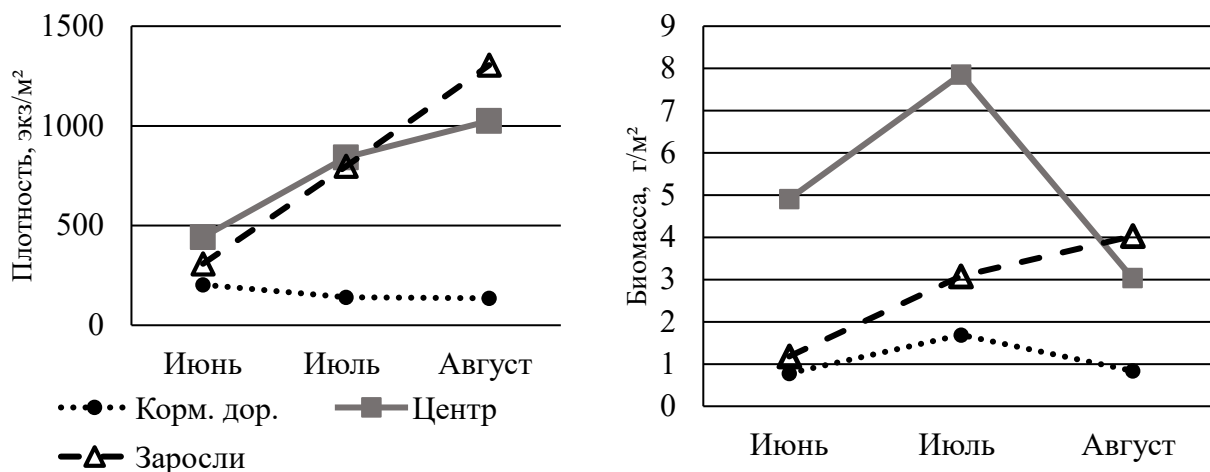 Плотность, экз/м²
1500
1000
500
0
Июнь Июль Август
Корм. дор. Центр
Заросли
Биомасса, г/м²
9
8
7
6
5
4
3
2
1
0
Июнь Июль Август